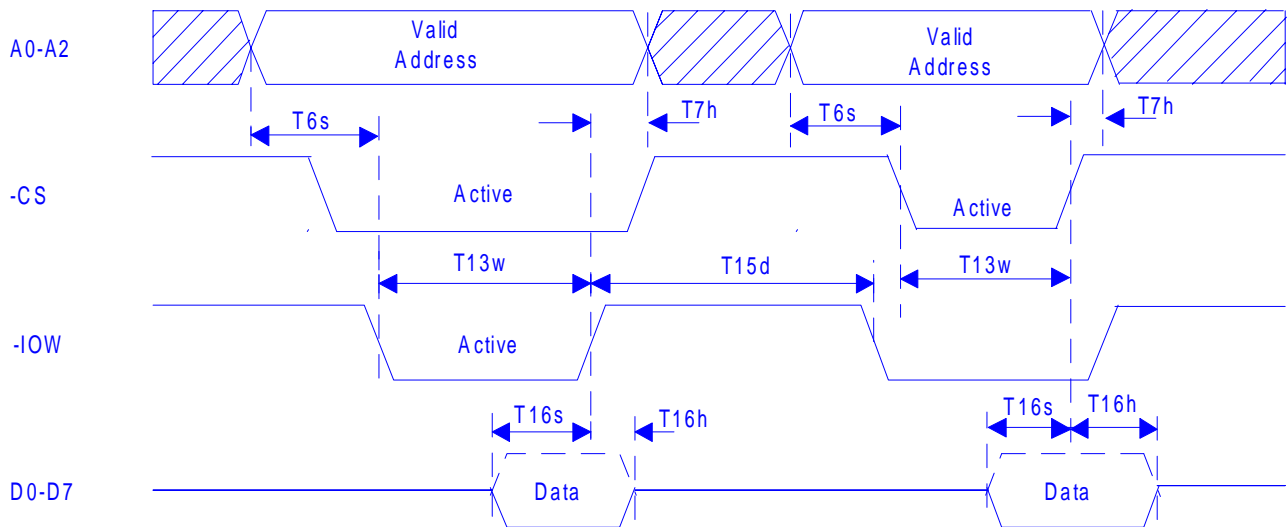 A0-A2
Valid
Address
Valid
Address
T6s
T7h
T6s
T7h
-CS
Active
Active
T13w
T15d
T13w
-IOW
Active
T16s
T16h
T16s
T16h
D0-D7
Data
Data